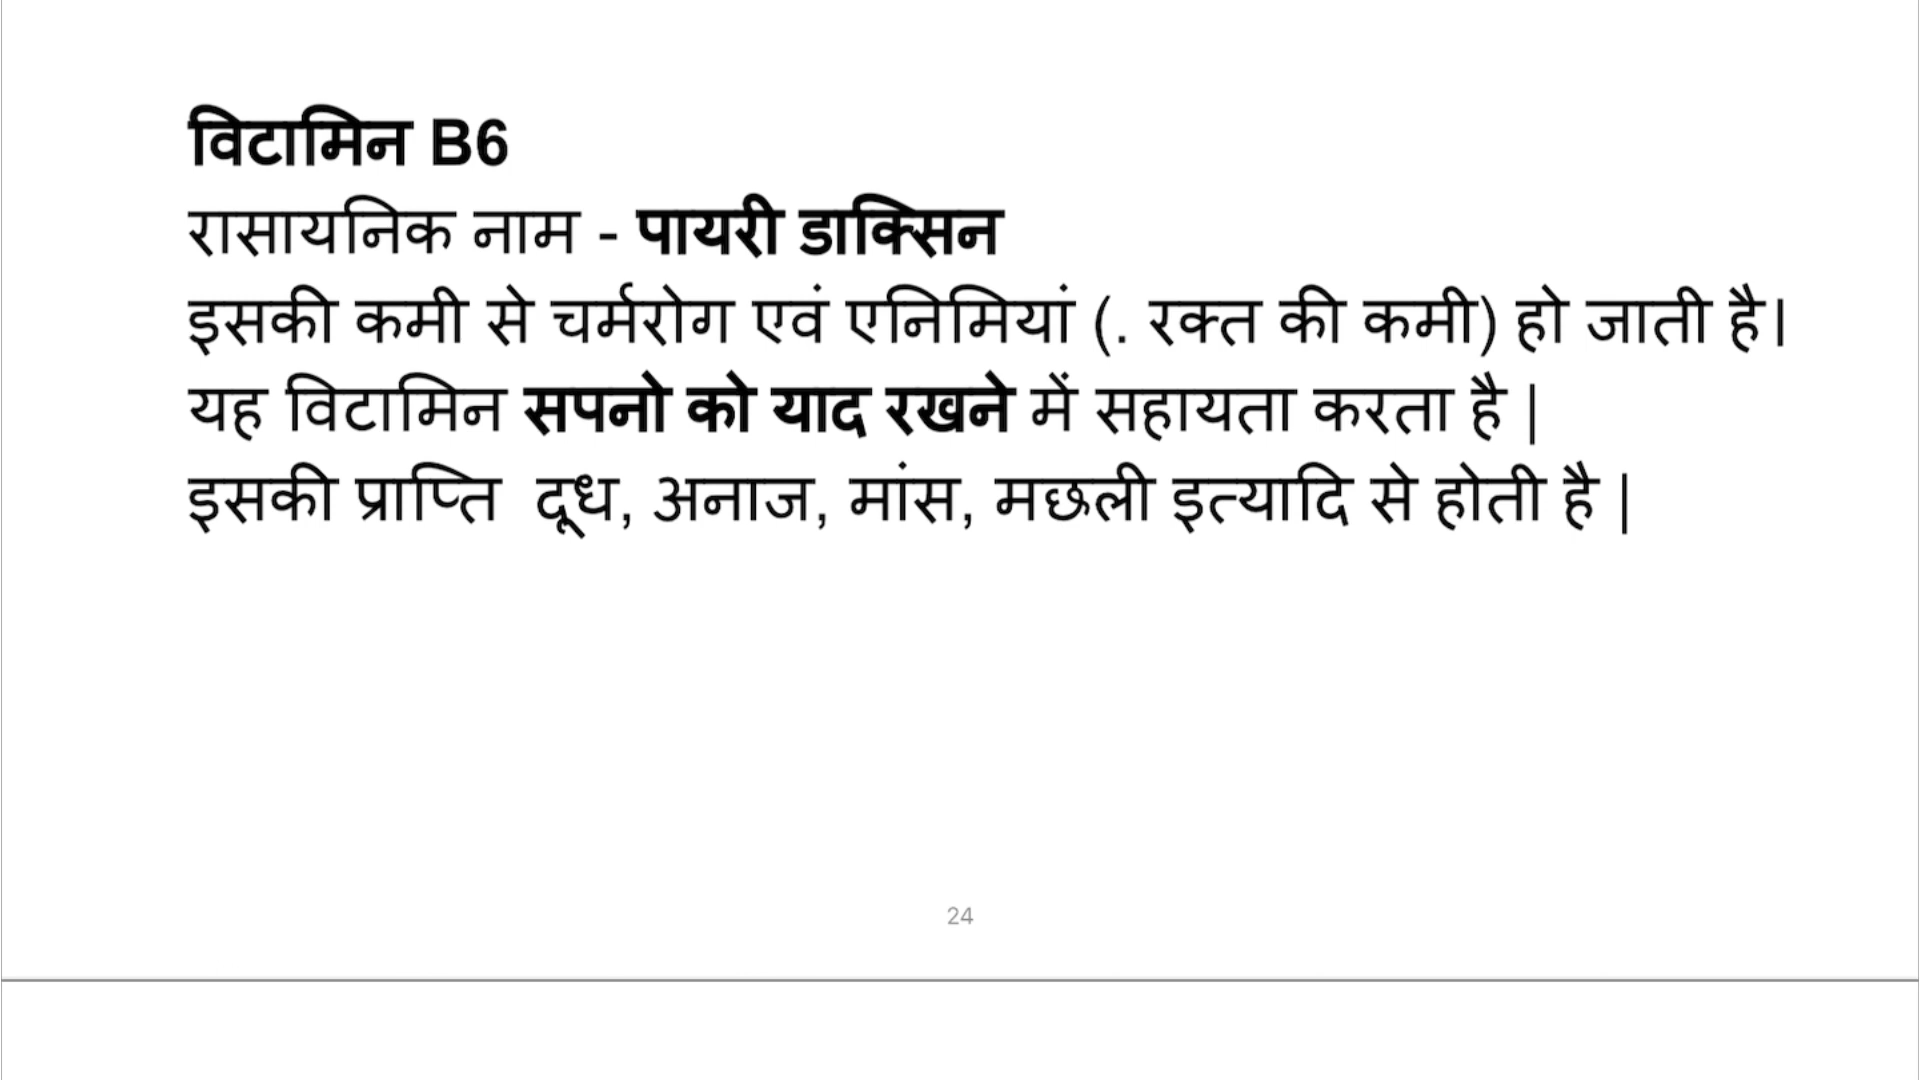 विटामिन B6
रासायनिक नाम - पायरी डाक्सिन
इसकी कमी से चर्मरोग एवं एनिमियां (. रक्त की कमी) हो जाती है।
यह विटामिन सपनो को याद रखने में सहायता करता है |
इसकी प्राप्ति  दूध, अनाज, मांस, मछली इत्यादि से होती है |
24